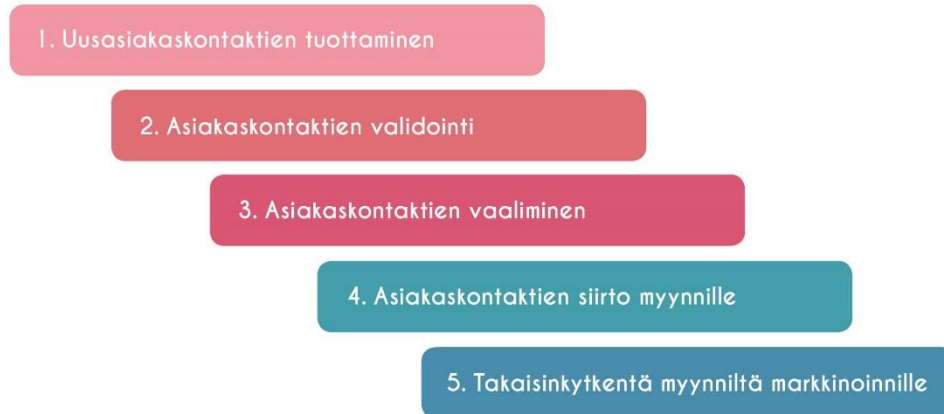 1. Uusasiakaskontaktien tuottaminen
2. Asiakaskontaktien validointi
3. Asiakaskontaktien vaaliminen
4. Asiakaskontaktien siirto myynnille
5. Takaisinkytkentä myynniltä markkinoinnille